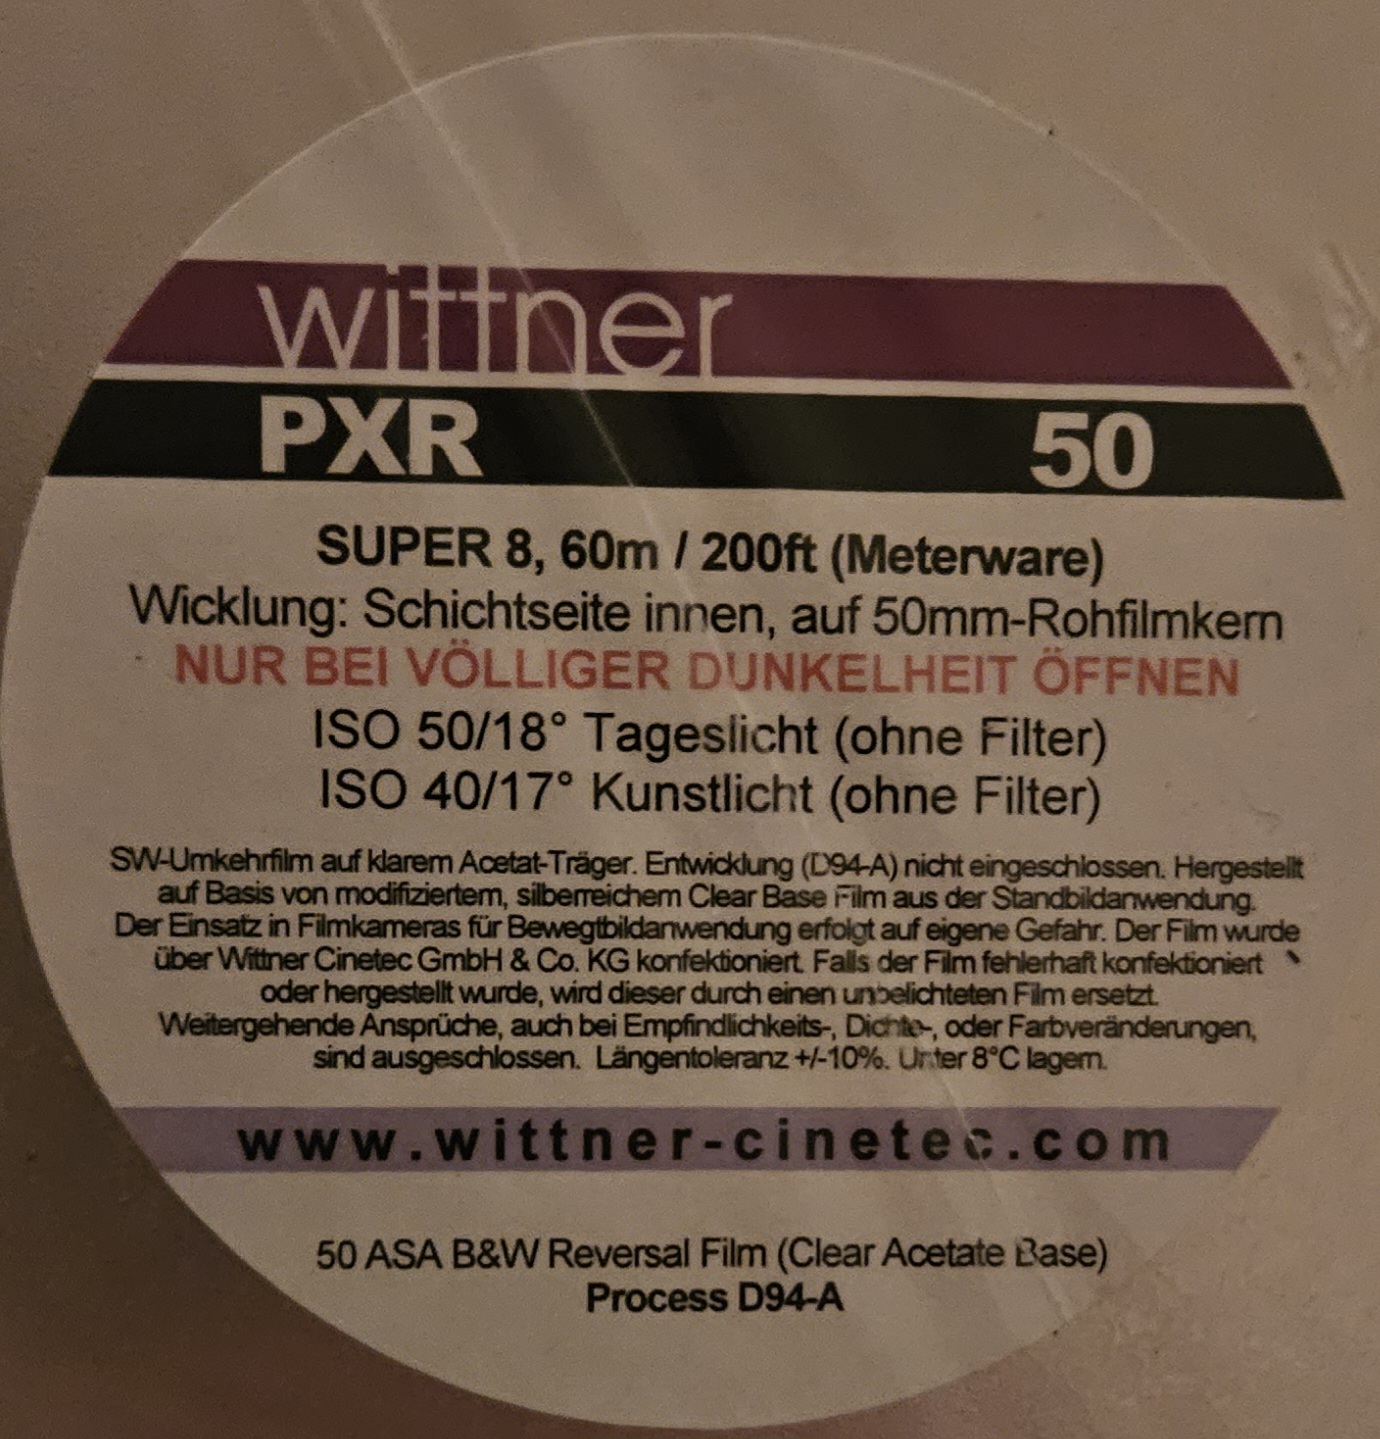 wittner
PXR 50
SUPER 8, 60m / 200ft (Meterware)
Wicklung: Schichtseite innen, auf 50mm-Rohfilmkern
NUR BEI VÖLLIGER DUNKELHEIT ÖFFNEN
ISO 50/18° Tageslicht (ohne Filter)
ISO 40/17° Kunstlicht (ohne Filter)
SW-Umkehrfilm auf klarem Acetat-Träger. Entwicklung (D94-A) nicht eingeschlossen. Hergestellt
auf Basis von modifiziertem, silberreichem Clear Base Film aus der Standbildanwendung.
Der Einsatz in Filmkameras für Bewegtbildanwendung erfolgt auf eigene Gefahr. Der Film wurde
über Wittner Cinetec GmbH & Co. KG konfektioniert. Falls der Film fehlerhaft konfektioniert
oder hergestellt wurde, wird dieser durch einen unbelichteten Film ersetzt.
Weitergehende Ansprüche, auch bei Empfindlichkeits-, Dichte-, oder Farbveränderungen,
sind ausgeschlossen. Längentoleranz +/-10%. Unter 8°C lagern.
www.wittner-cinetec.com
50 ASA B&W Reversal Film (Clear Acetate Base)
Process D94-A